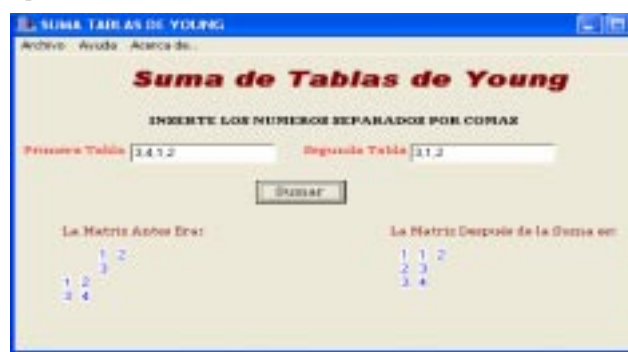 SUMA TABLAS DE YOUNG
Archivo Ayuda Acerca de...
Suma de Tablas de Young
INSERTE LOS NUMEROS SEPARADOS POR COMAS
Primera Tabla 3,4,1,2 Segunda Tabla 3,1,2
Sumar
La Matriz Antes Era: La Matriz Después de la Suma es:
1 2 1 1 2
3 2 3
1 2 3 4
3 4